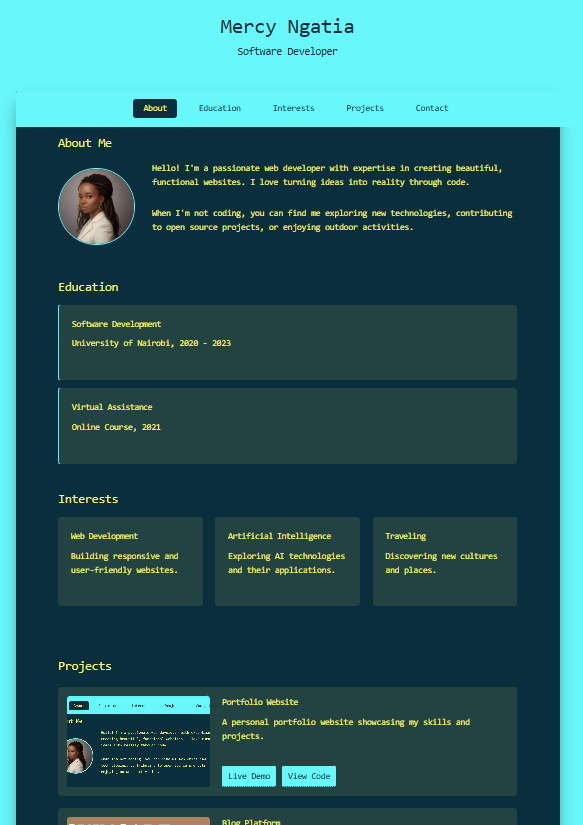 Mercy Ngatia
Software Developer
About Education Interests Projects Contact
About Me
Hello! I'm a passionate web developer with expertise in creating beautiful,
functional websites. I love turning ideas into reality through code.
When I'm not coding, you can find me exploring new technologies, contributing
to open source projects, or enjoying outdoor activities.
Education
Software Development
University of Nairobi, 2020 - 2023
Virtual Assistance
Online Course, 2021
Interests
Web Development
Building responsive and
user-friendly websites.
Artificial Intelligence
Exploring AI technologies
and their applications.
Traveling
Discovering new cultures
and places.
Projects
Portfolio Website
A personal portfolio website showcasing my skills and
projects.
Live Demo View Code
Blog Platform